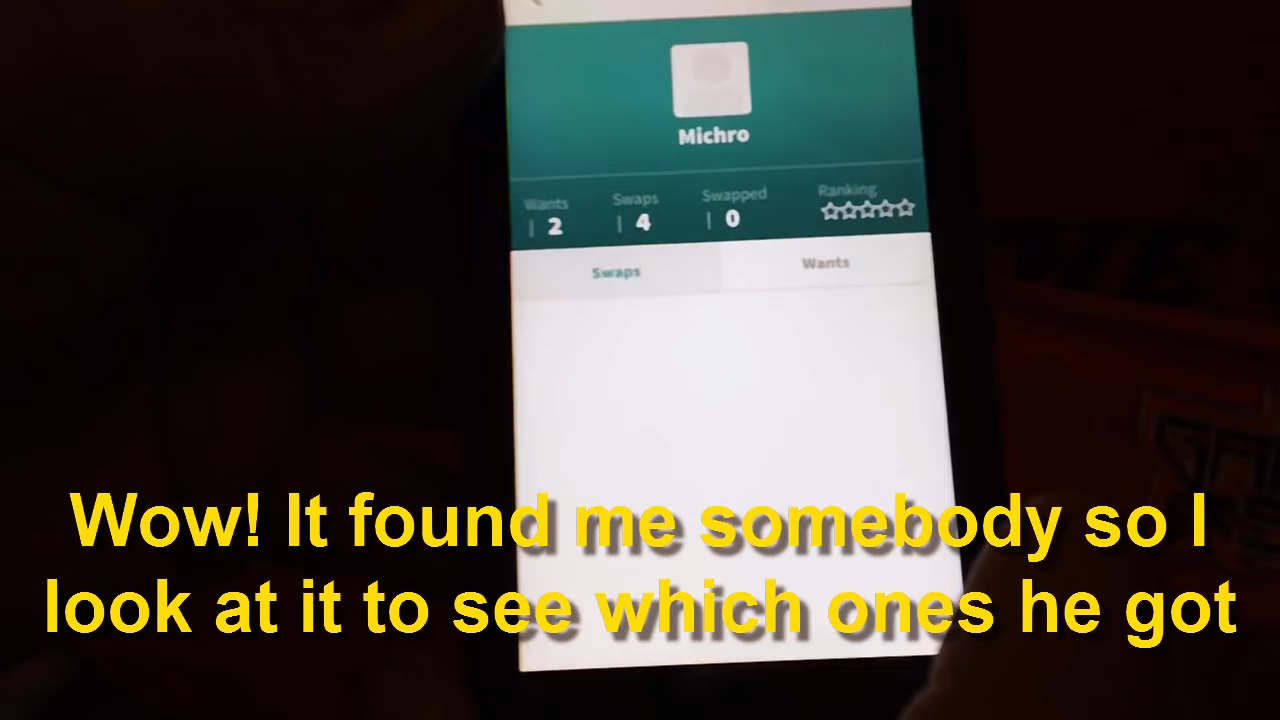 Michro
Wants Swaps Swapped Ranking
| 2 | 4 | 0
Swaps Wants
Wow! It found me somebody so I
look at it to see which ones he got